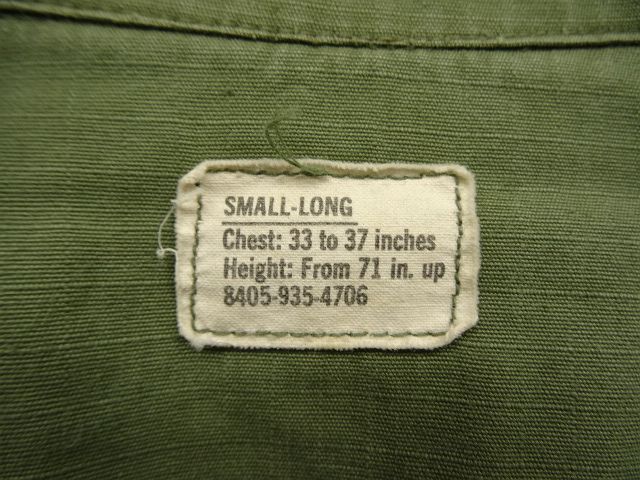 SMALL-LONG
Chest: 33 to 37 inches
Height: From 71 in. up
8405-935-4706